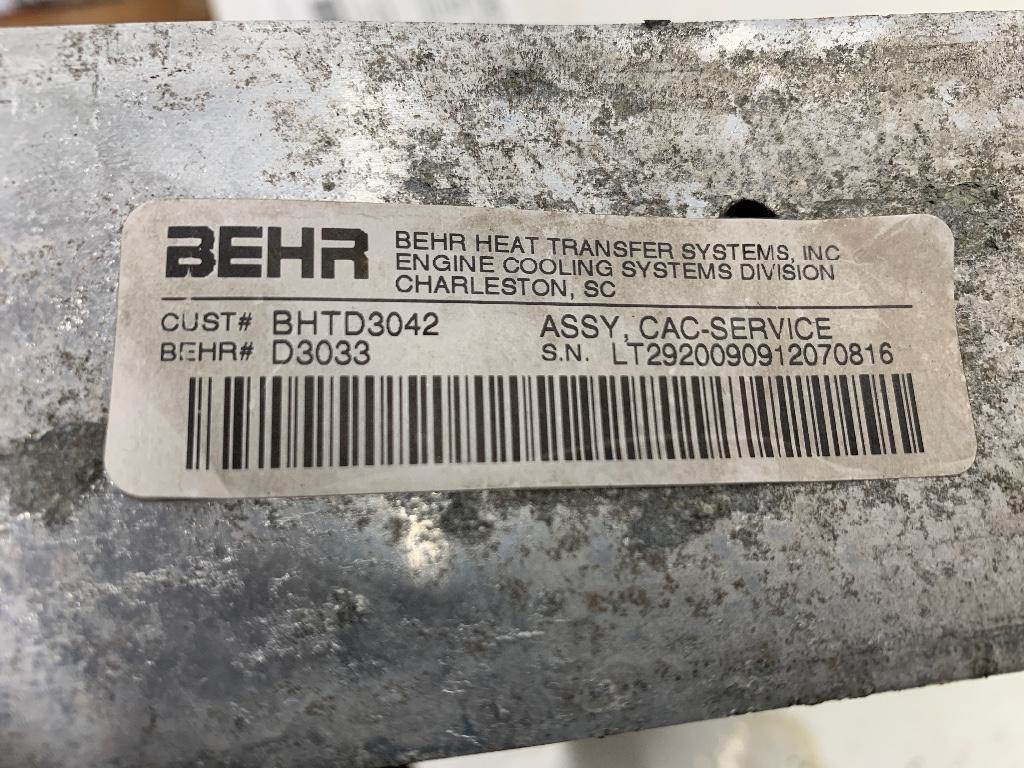 BEHR
BEHR HEAT TRANSFER SYSTEMS, INC
ENGINE COOLING SYSTEMS DIVISION
CHARLESTON, SC
CUST# BHTD3042 ASSY, CAC-SERVICE
BEHR# D3033 S.N. LT2920090912070816